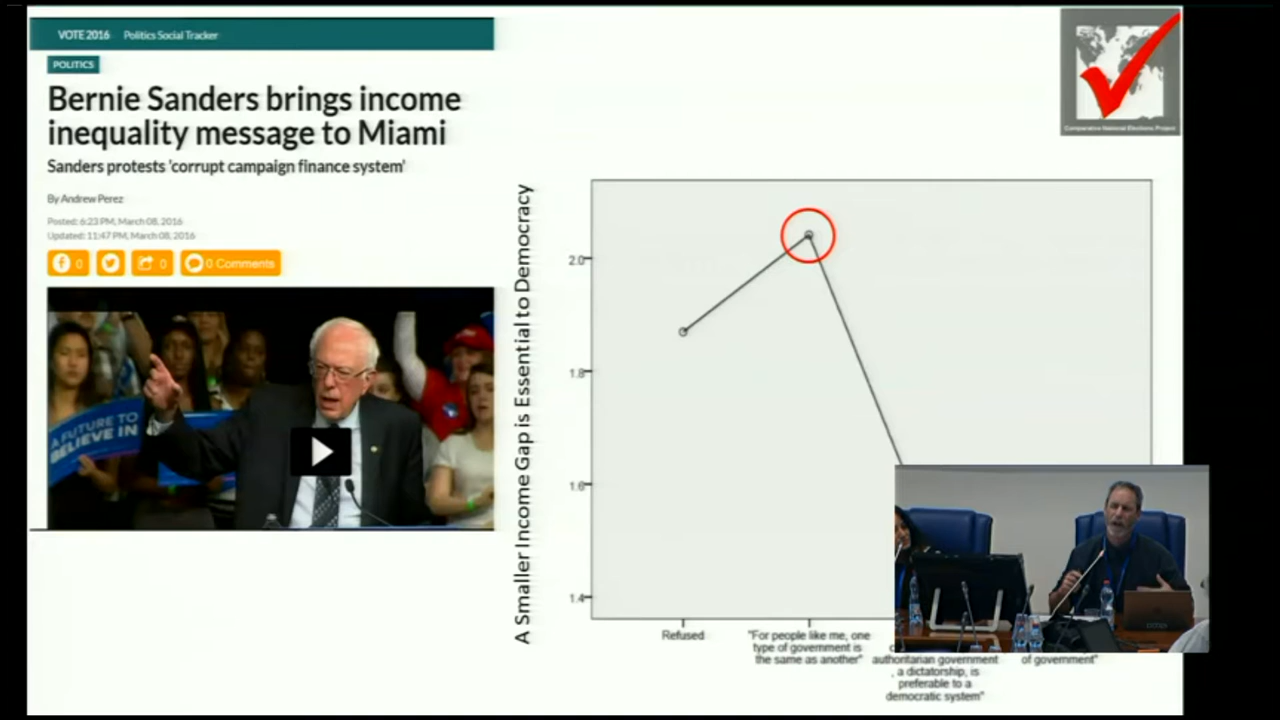 VOTE 2016 Politics Social Tracker
POLITICS
Bernie Sanders brings income
inequality message to Miami
Sanders protests 'corrupt campaign finance system'
By Andrew Perez
Posted: 6:23 PM, March 08, 2016
Updated: 11:47 PM, March 08, 2016
0
0
0 Comments
A FUTURE TO
BELIEVE IN
Comparative National Elections Project
A Smaller Income Gap is Essential to Democracy
2.0
1.8
1.6
1.4
Refused
"For people like me, one
type of government is
the same as another"
authoritarian government
, a dictatorship, is
preferable to a
democratic system"
of government"